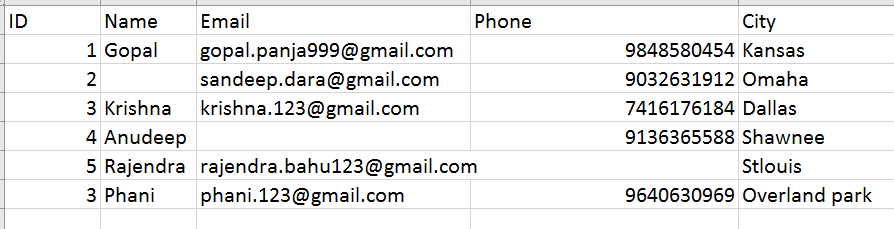 ID Name Email Phone City
1 Gopal gopal.panja999@gmail.com 9848580454 Kansas
2 sandeep.dara@gmail.com 9032631912 Omaha
3 Krishna krishna.123@gmail.com 7416176184 Dallas
4 Anudeep 9136365588 Shawnee
5 Rajendra rajendra.bahu123@gmail.com Stlouis
3 Phani phani.123@gmail.com 9640630969 Overland park